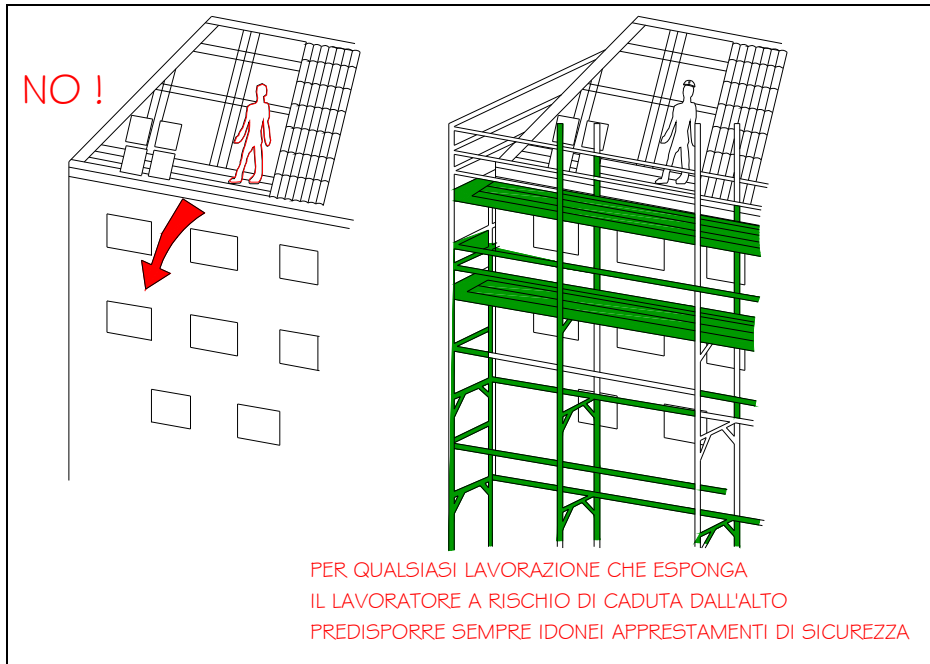 NO !
PER QUALSIASI LAVORAZIONE CHE ESPONGA
IL LAVORATORE A RISCHIO DI CADUTA DALL'ALTO
PREDISPORRE SEMPRE IDONEI APPRESTAMENTI DI SICUREZZA